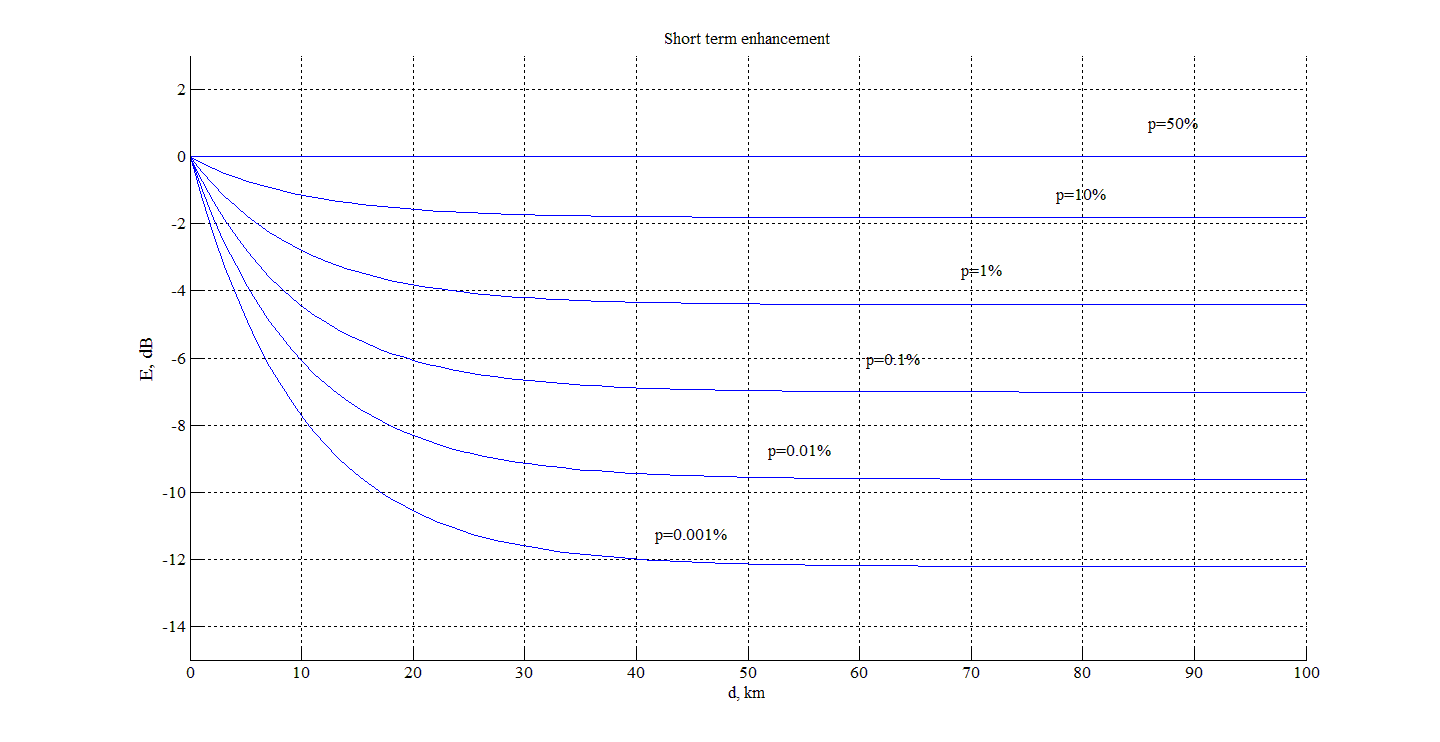 Short term enhancement
2
p=50%
0
p=10%
-2
p=1%
-4
E, dB
p=0.1%
-6
-8
p=0.01%
-10
p=0.001%
-12
-14
0 10 20 30 40 50 60 70 80 90 100
d, km